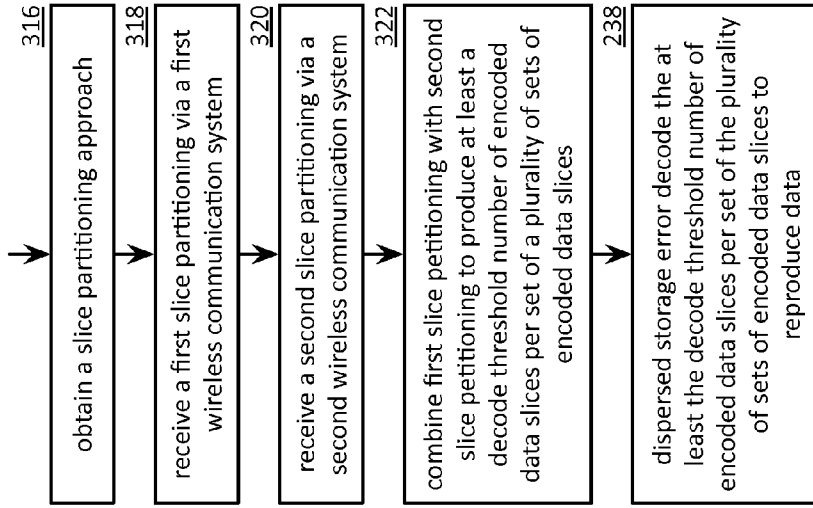 316
obtain a slice partitioning approach
318
receive a first slice partitioning via a first
wireless communication system
320
receive a second slice partitioning via a
second wireless communication system
322
combine first slice petitioning with second
slice petitioning to produce at least a
decode threshold number of encoded
data slices per set of a plurality of sets of
encoded data slices
238
dispersed storage error decode the at
least the decode threshold number of
encoded data slices per set of the plurality
of sets of encoded data slices to
reproduce data